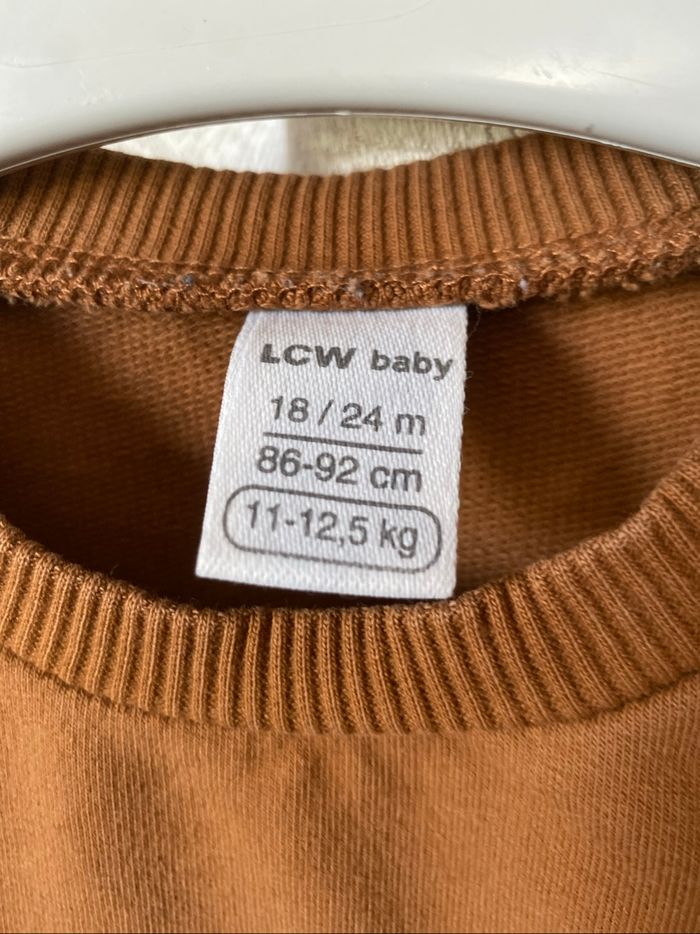 LCW baby
18 / 24 m
86-92 cm
11-12,5 kg